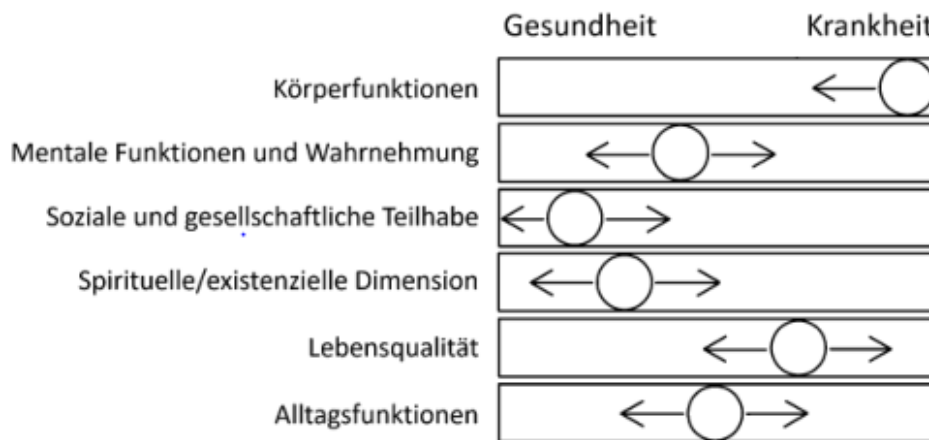 Gesundheit Krankheit
Körperfunktionen
Mentale Funktionen und Wahrnehmung
Soziale und gesellschaftliche Teilhabe
Spirituelle/existenzielle Dimension
Lebensqualität
Alltagsfunktionen